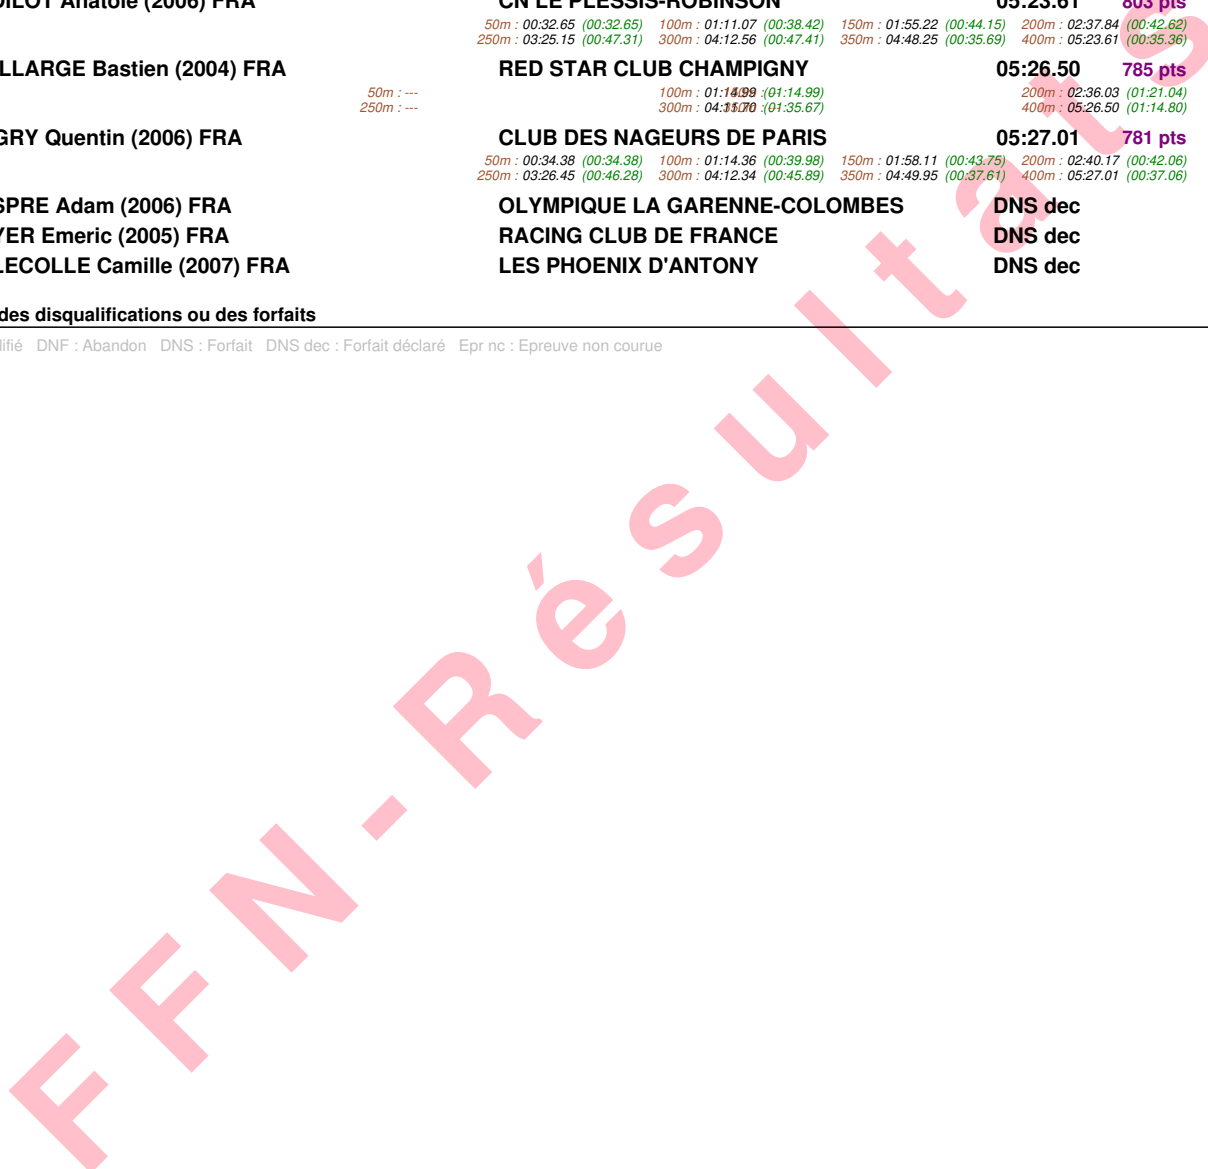 DILOT Anatole (2006) FRA CN LE PLESSIS-ROBINSON 05:23.61 803 pts
50m : 00:32.65 (00:32.65) 100m : 01:11.07 (00:38.42) 150m : 01:55.22 (00:44.15) 200m : 02:37.84 (00:42.62)
250m : 03:25.15 (00:47.31) 300m : 04:12.56 (00:47.41) 350m : 04:48.25 (00:35.69) 400m : 05:23.61 (00:35.36)
LLARGE Bastien (2004) FRA RED STAR CLUB CHAMPIGNY 05:26.50 785 pts
50m : --- 100m : 01:14.99 (01:14.99) 200m : 02:36.03 (01:21.04)
250m : --- 300m : (01:35.67) 400m : 05:26.50 (01:14.80)
GRY Quentin (2006) FRA CLUB DES NAGEURS DE PARIS 05:27.01 781 pts
50m : 00:34.38 (00:34.38) 100m : 01:14.36 (00:39.98) 150m : 01:58.11 (00:43.75) 200m : 02:40.17 (00:42.06)
250m : 03:26.45 (00:46.28) 300m : 04:12.34 (00:45.89) 350m : 04:49.95 (00:37.61) 400m : 05:27.01 (00:37.06)
SPRE Adam (2006) FRA OLYMPIQUE LA GARENNE-COLOMBES DNS dec
YER Emeric (2005) FRA RACING CLUB DE FRANCE DNS dec
LECOLLE Camille (2007) FRA LES PHOENIX D'ANTONY DNS dec
des disqualifications ou des forfaits
lifié DNF : Abandon DNS : Forfait DNS dec : Forfait déclaré Epr nc : Epreuve non courue
FFN-Résultats